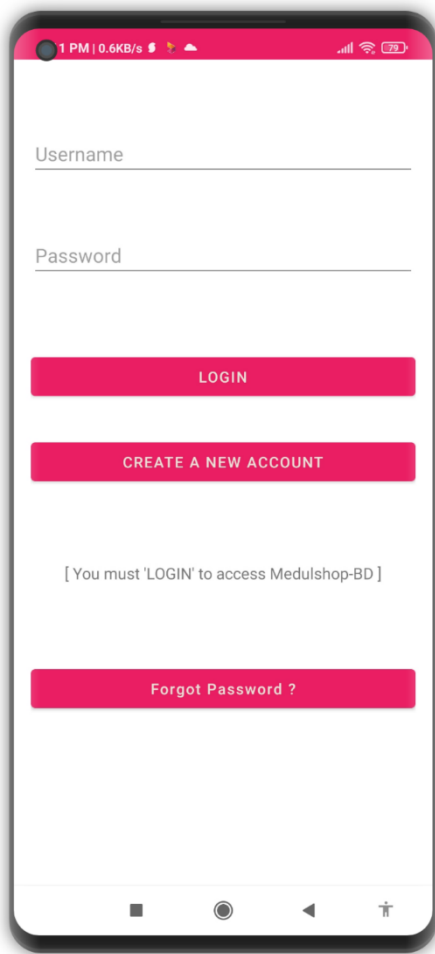 1 PM | 0.6KB/s 79
Username
Password
LOGIN
CREATE A NEW ACCOUNT
[ You must 'LOGIN' to access Medulshop-BD ]
Forgot Password ?